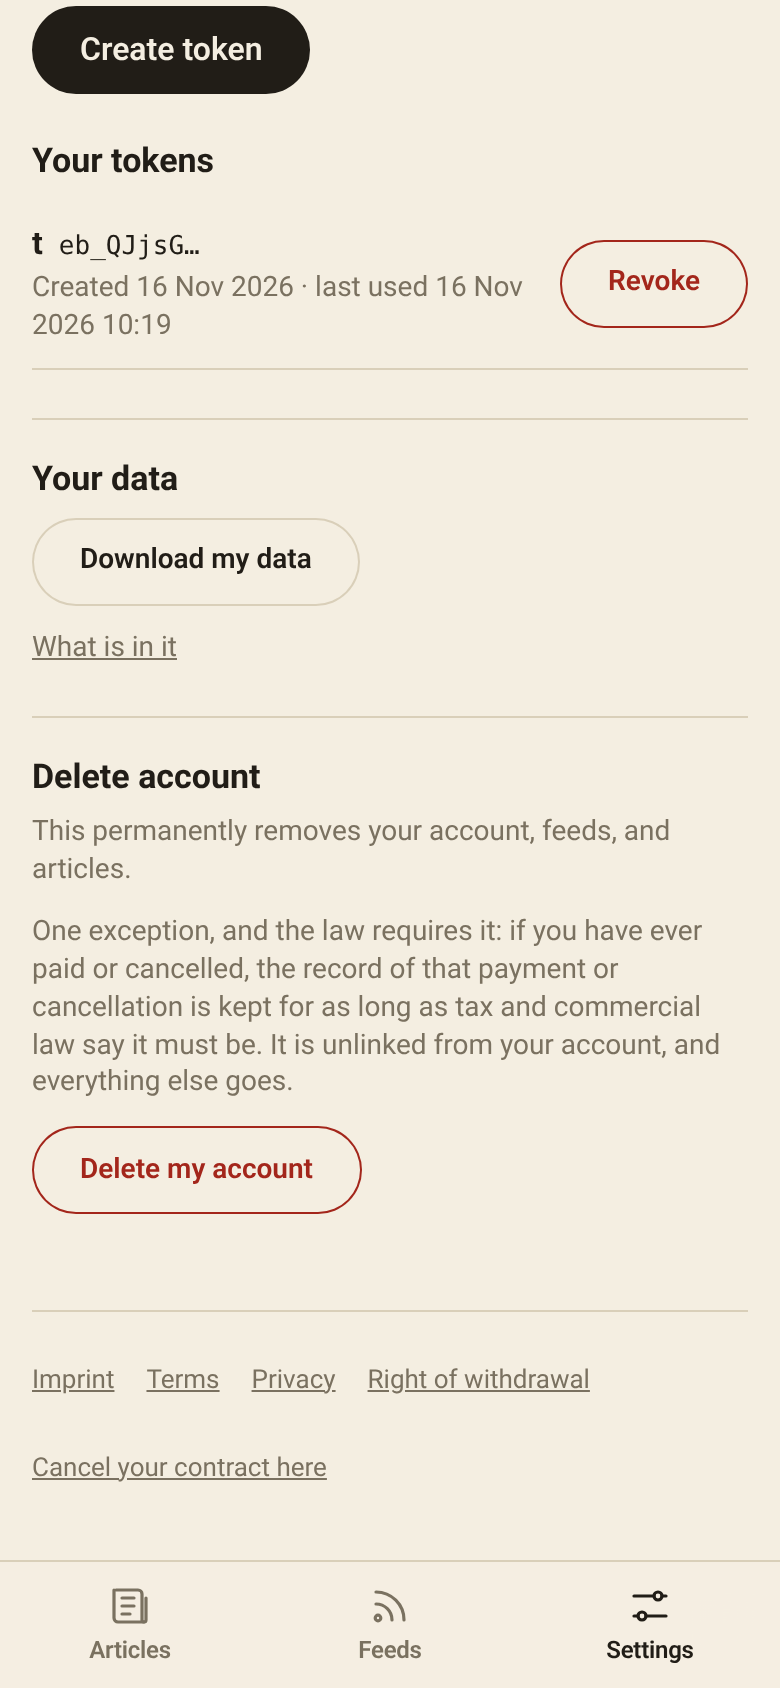 Create token
Your tokens
t eb_QJjsG…
Created 16 Nov 2026 · last used 16 Nov
2026 10:19
Revoke
Your data
Download my data
What is in it
Delete account
This permanently removes your account, feeds, and
articles.
One exception, and the law requires it: if you have ever
paid or cancelled, the record of that payment or
cancellation is kept for as long as tax and commercial
law say it must be. It is unlinked from your account, and
everything else goes.
Delete my account
Imprint Terms Privacy Right of withdrawal
Cancel your contract here
Articles Feeds Settings